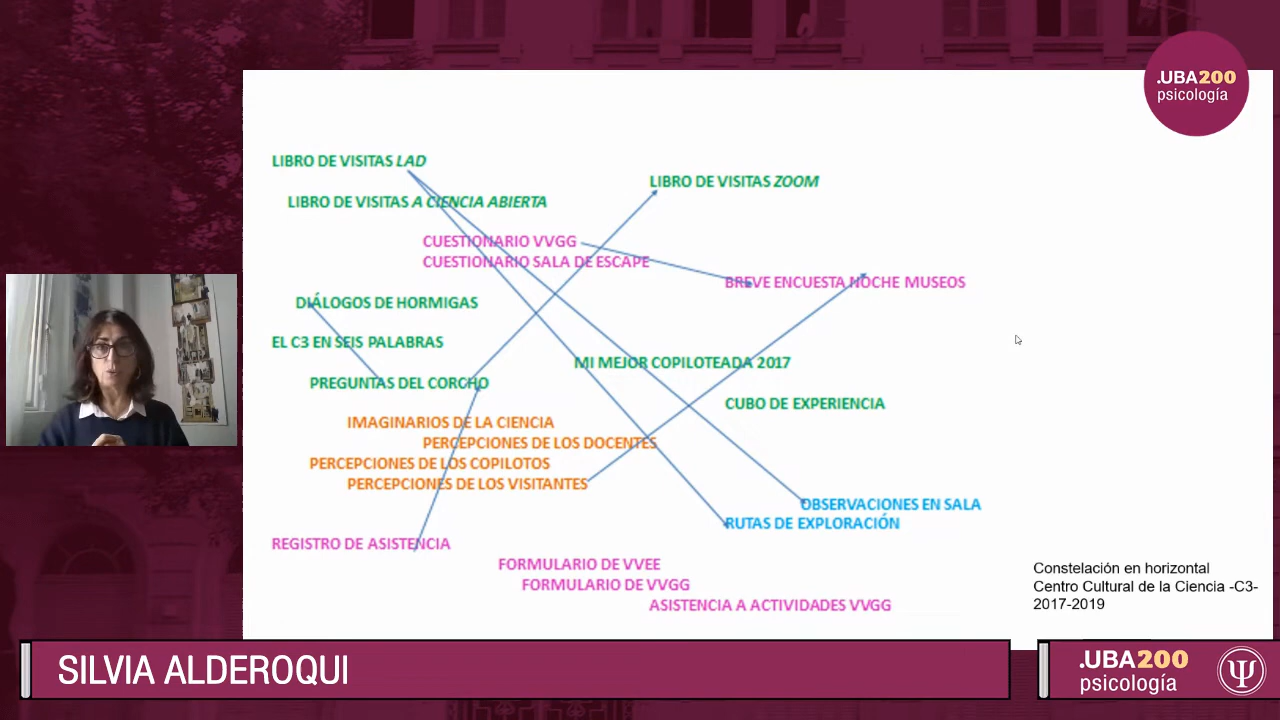 .UBA200
psicología
LIBRO DE VISITAS LAD
LIBRO DE VISITAS ZOOM
LIBRO DE VISITAS A CIENCIA ABIERTA
CUESTIONARIO VVGG
CUESTIONARIO SALA DE ESCAPE
BREVE ENCUESTA NOCHE MUSEOS
DIÁLOGOS DE HORMIGAS
EL C3 EN SEIS PALABRAS
MI MEJOR COPILOTEADA 2017
PREGUNTAS DEL CORCHO
CUBO DE EXPERIENCIA
IMAGINARIOS DE LA CIENCIA
PERCEPCIONES DE LOS DOCENTES
PERCEPCIONES DE LOS COPILOTOS
PERCEPCIONES DE LOS VISITANTES
OBSERVACIONES EN SALA
RUTAS DE EXPLORACIÓN
REGISTRO DE ASISTENCIA
FORMULARIO DE VVEE
FORMULARIO DE VVGG
ASISTENCIA A ACTIVIDADES VVGG
Constelación en horizontal
Centro Cultural de la Ciencia -C3-
2017-2019
SILVIA ALDEROQUI
.UBA200
psicología